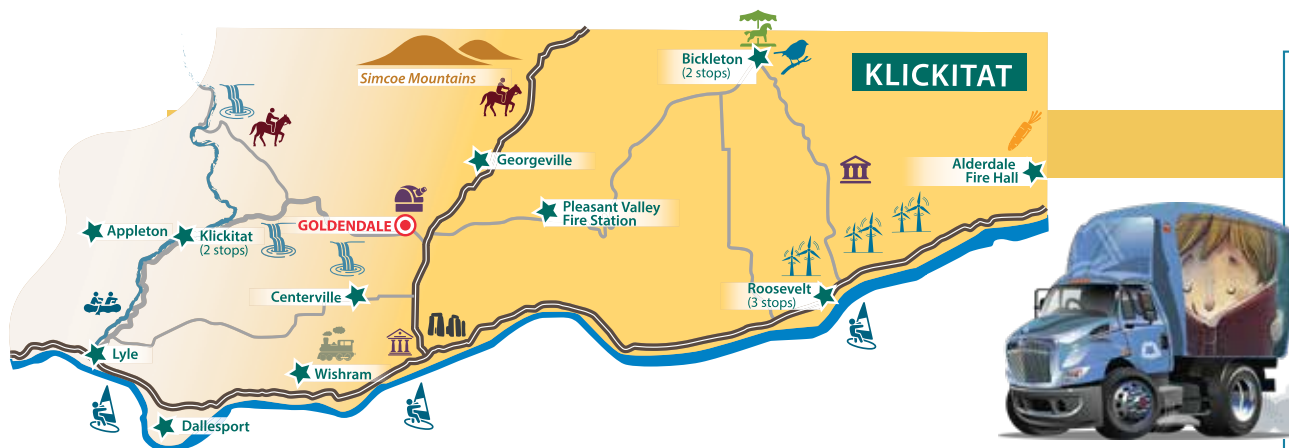 Bickleton
(2 stops)
KLICKITAT
Simcoe Mountains
Georgeville
Alderdale
Fire Hall
Pleasant Valley
Fire Station
Appleton
Klickitat
(2 stops)
GOLDENDALE
Centerville
Roosevelt
(3 stops)
Lyle
Wishram
Dallesport